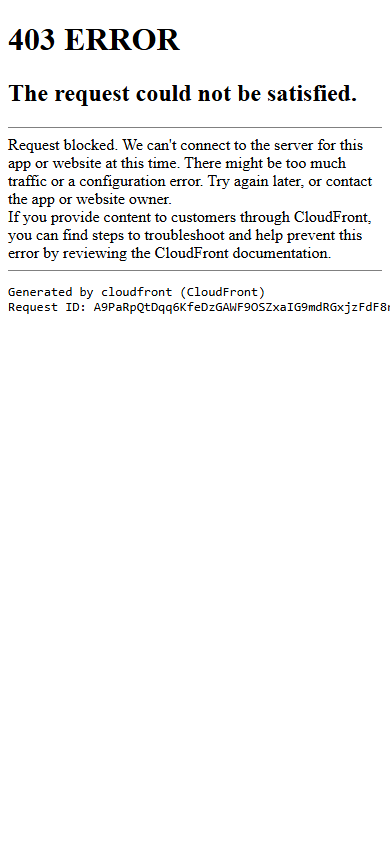 403 ERROR
The request could not be satisfied.
Request blocked. We can't connect to the server for this
app or website at this time. There might be too much
traffic or a configuration error. Try again later, or contact
the app or website owner.
If you provide content to customers through CloudFront,
you can find steps to troubleshoot and help prevent this
error by reviewing the CloudFront documentation.
Generated by cloudfront (CloudFront)
Request ID: A9PaRpQtDqq6KfeDzGAWF9OSZxaIG9mdRGxjzFdF8